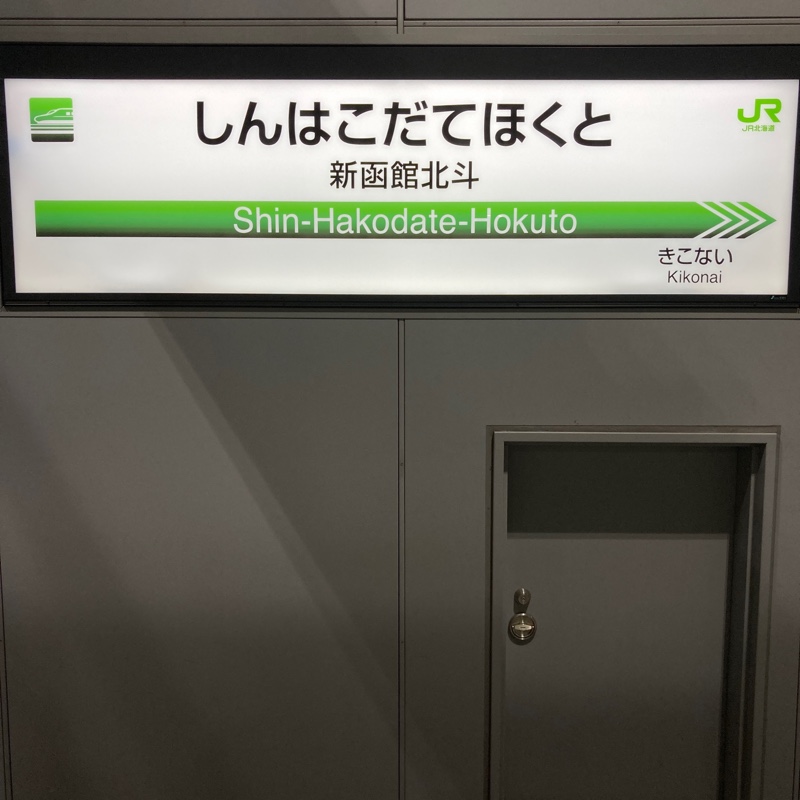 しんはこだてほくと
JR
JR北海道
新函館北斗
Shin-Hakodate-Hokuto
きこない
Kikonai